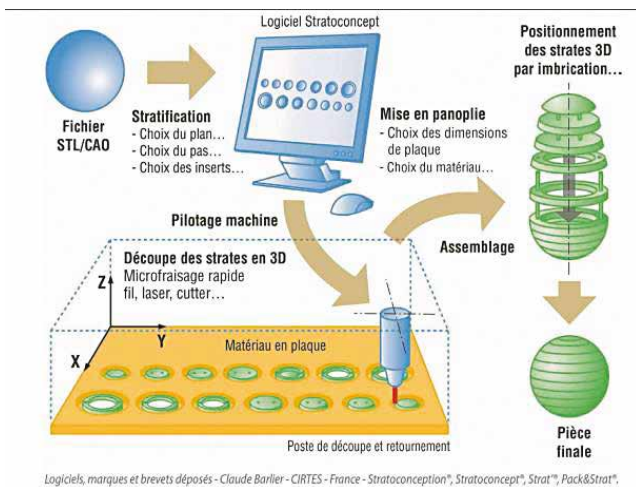 Logiciel Stratoconcept
Fichier
STL/CAO
Stratification
- Choix du plan…
- Choix du pas…
- Choix des inserts…
Mise en panoplie
- Choix des dimensions
de plaque
- Choix du matériau…
Positionnement
des strates 3D
par imbrication…
Pilotage machine
Assemblage
Découpe des strates en 3D
Microfraisage rapide
fil, laser, cutter…
Z
Y
X
Matériau en plaque
Poste de découpe et retournement
Pièce
finale
Logiciels, marques et brevets déposés - Claude Barlier - CIRTES - France - Stratoconception®, Stratoconcept®, Strat'®, Pack&Strat®.